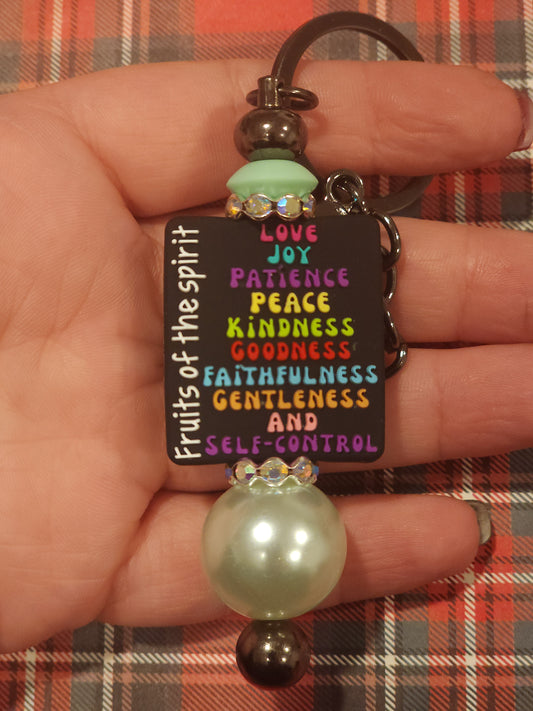 Fruits of the spirit
LOVE
JOY
PATIENCE
PEACE
KINDNESS
GOODNESS
FAITHFULNESS
GENTLENESS
AND
SELF-CONTROL